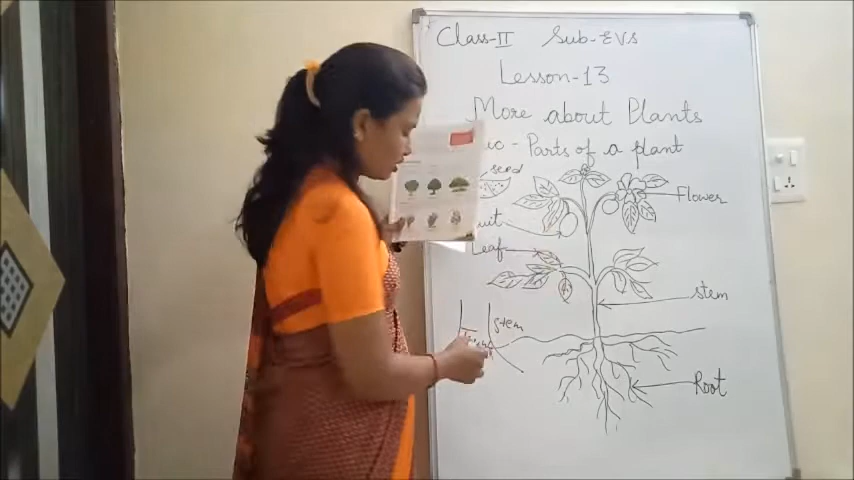 Class-II Sub-EVS
Lesson-13
More about Plants
Parts of a plant
seed
Flower
Leaf
stem
stem
Root